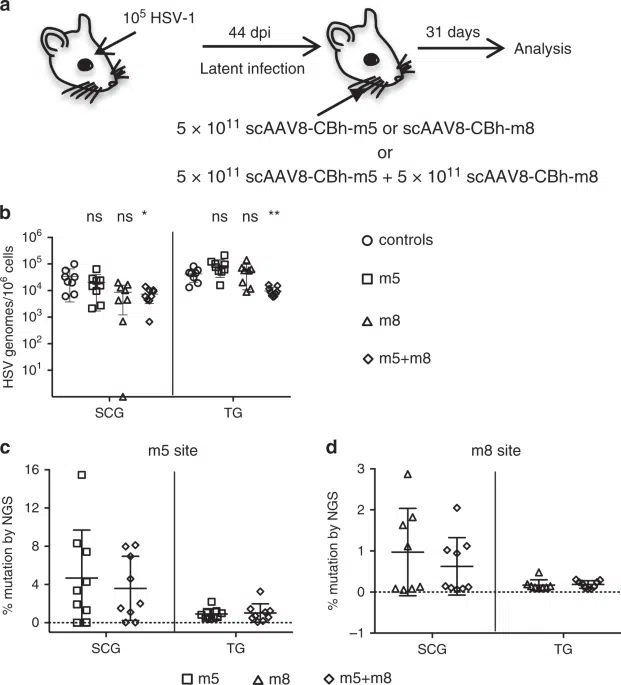 a
10⁵ HSV-1
44 dpi
Latent infection
31 days
Analysis
5 × 10¹¹ scAAV8-CBh-m5 or scAAV8-CBh-m8
or
5 × 10¹¹ scAAV8-CBh-m5 + 5 × 10¹¹ scAAV8-CBh-m8
b
ns ns * ns ns **
HSV genomes/10⁶ cells
10⁶
10⁵
10⁴
10³
10²
10¹
SCG TG
controls
m5
m8
m5+m8
c
m5 site
% mutation by NGS
16
12
8
4
0
SCG TG
d
m8 site
% mutation by NGS
3
2
1
0
−1
SCG TG
m5 m8 m5+m8